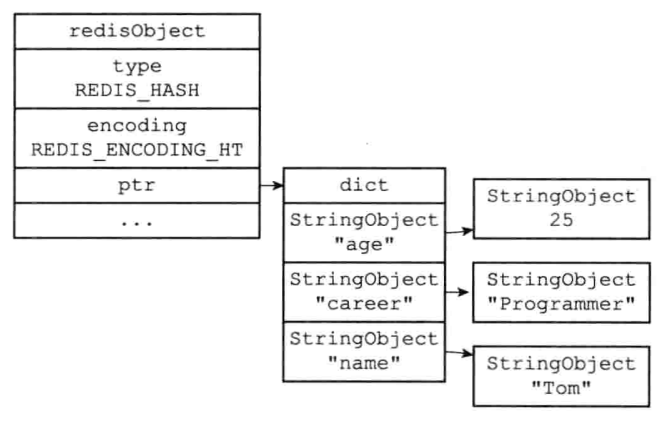 redisObject
type
REDIS_HASH
encoding
REDIS_ENCODING_HT
ptr
...
dict
StringObject
"age"
StringObject
"career"
StringObject
"name"
StringObject
25
StringObject
"Programmer"
StringObject
"Tom"